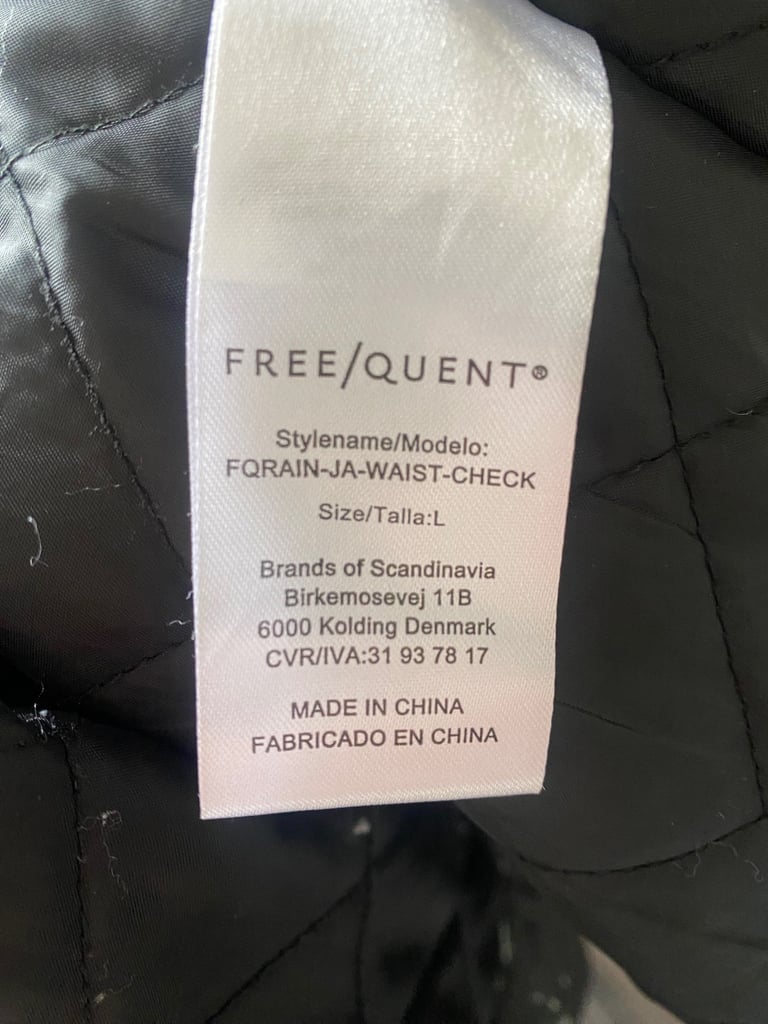 FREE/QUENT®
Stylename/Modelo:
FQRAIN-JA-WAIST-CHECK
Size/Talla:L
Brands of Scandinavia
Birkemosevej 11B
6000 Kolding Denmark
CVR/IVA:31 93 78 17
MADE IN CHINA
FABRICADO EN CHINA